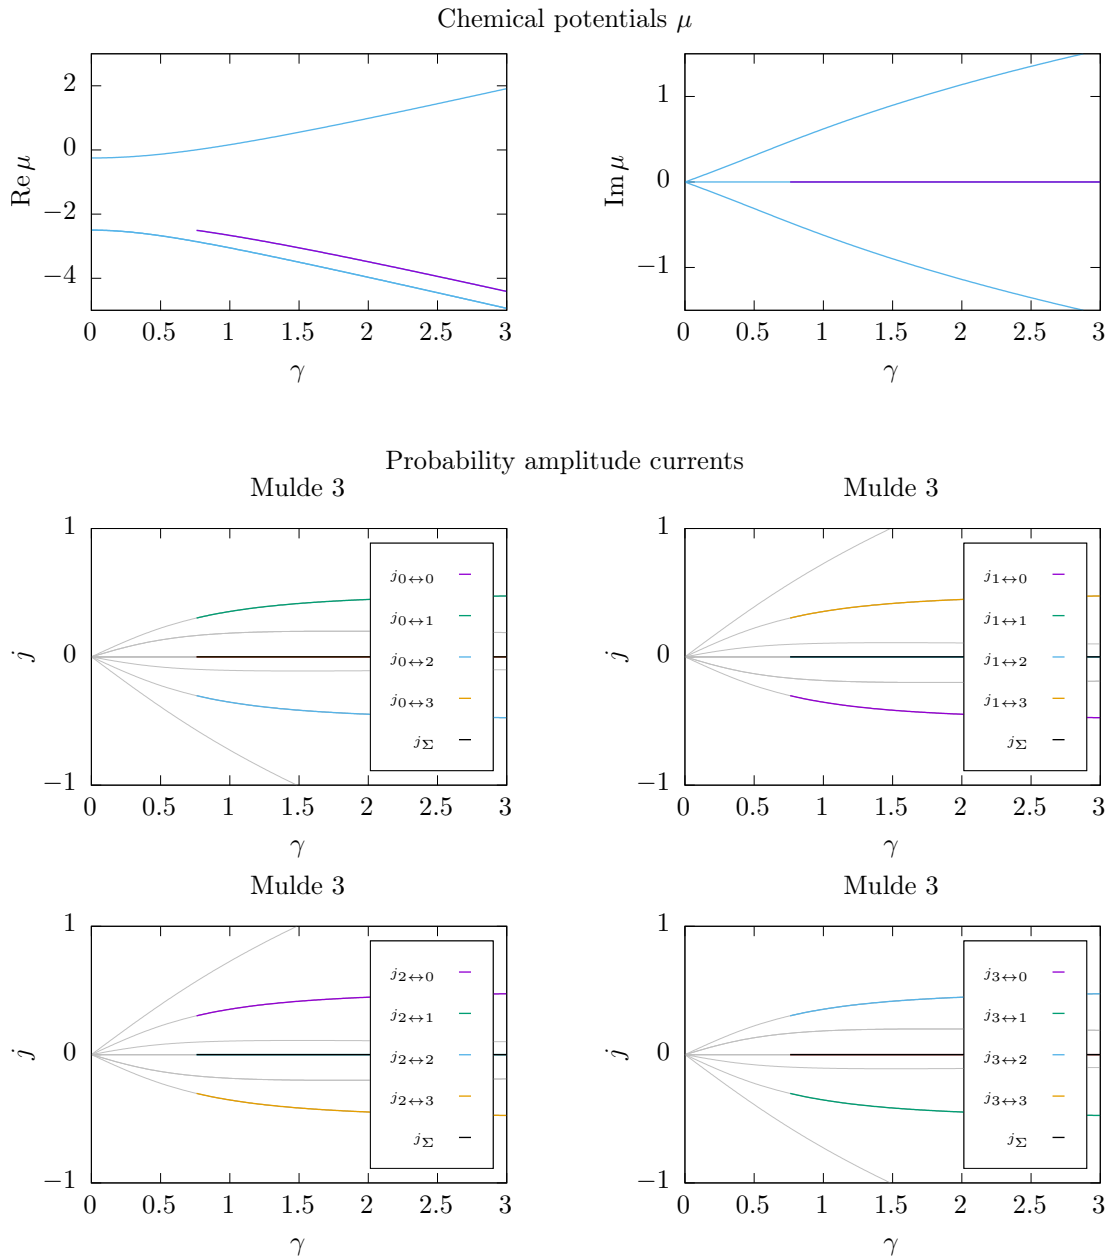 Chemical potentials μ
2
0
−2
−4
Re μ
0 0.5 1 1.5 2 2.5 3
γ
1
0
−1
Im μ
0 0.5 1 1.5 2 2.5 3
γ
Probability amplitude currents
Mulde 3
1
0
−1
j
j0↔0
j0↔1
j0↔2
j0↔3
jΣ
0 0.5 1 1.5 2 2.5 3
γ
Mulde 3
1
0
−1
j
j1↔0
j1↔1
j1↔2
j1↔3
jΣ
0 0.5 1 1.5 2 2.5 3
γ
Mulde 3
1
0
−1
j
j2↔0
j2↔1
j2↔2
j2↔3
jΣ
0 0.5 1 1.5 2 2.5 3
γ
Mulde 3
1
0
−1
j
j3↔0
j3↔1
j3↔2
j3↔3
jΣ
0 0.5 1 1.5 2 2.5 3
γ